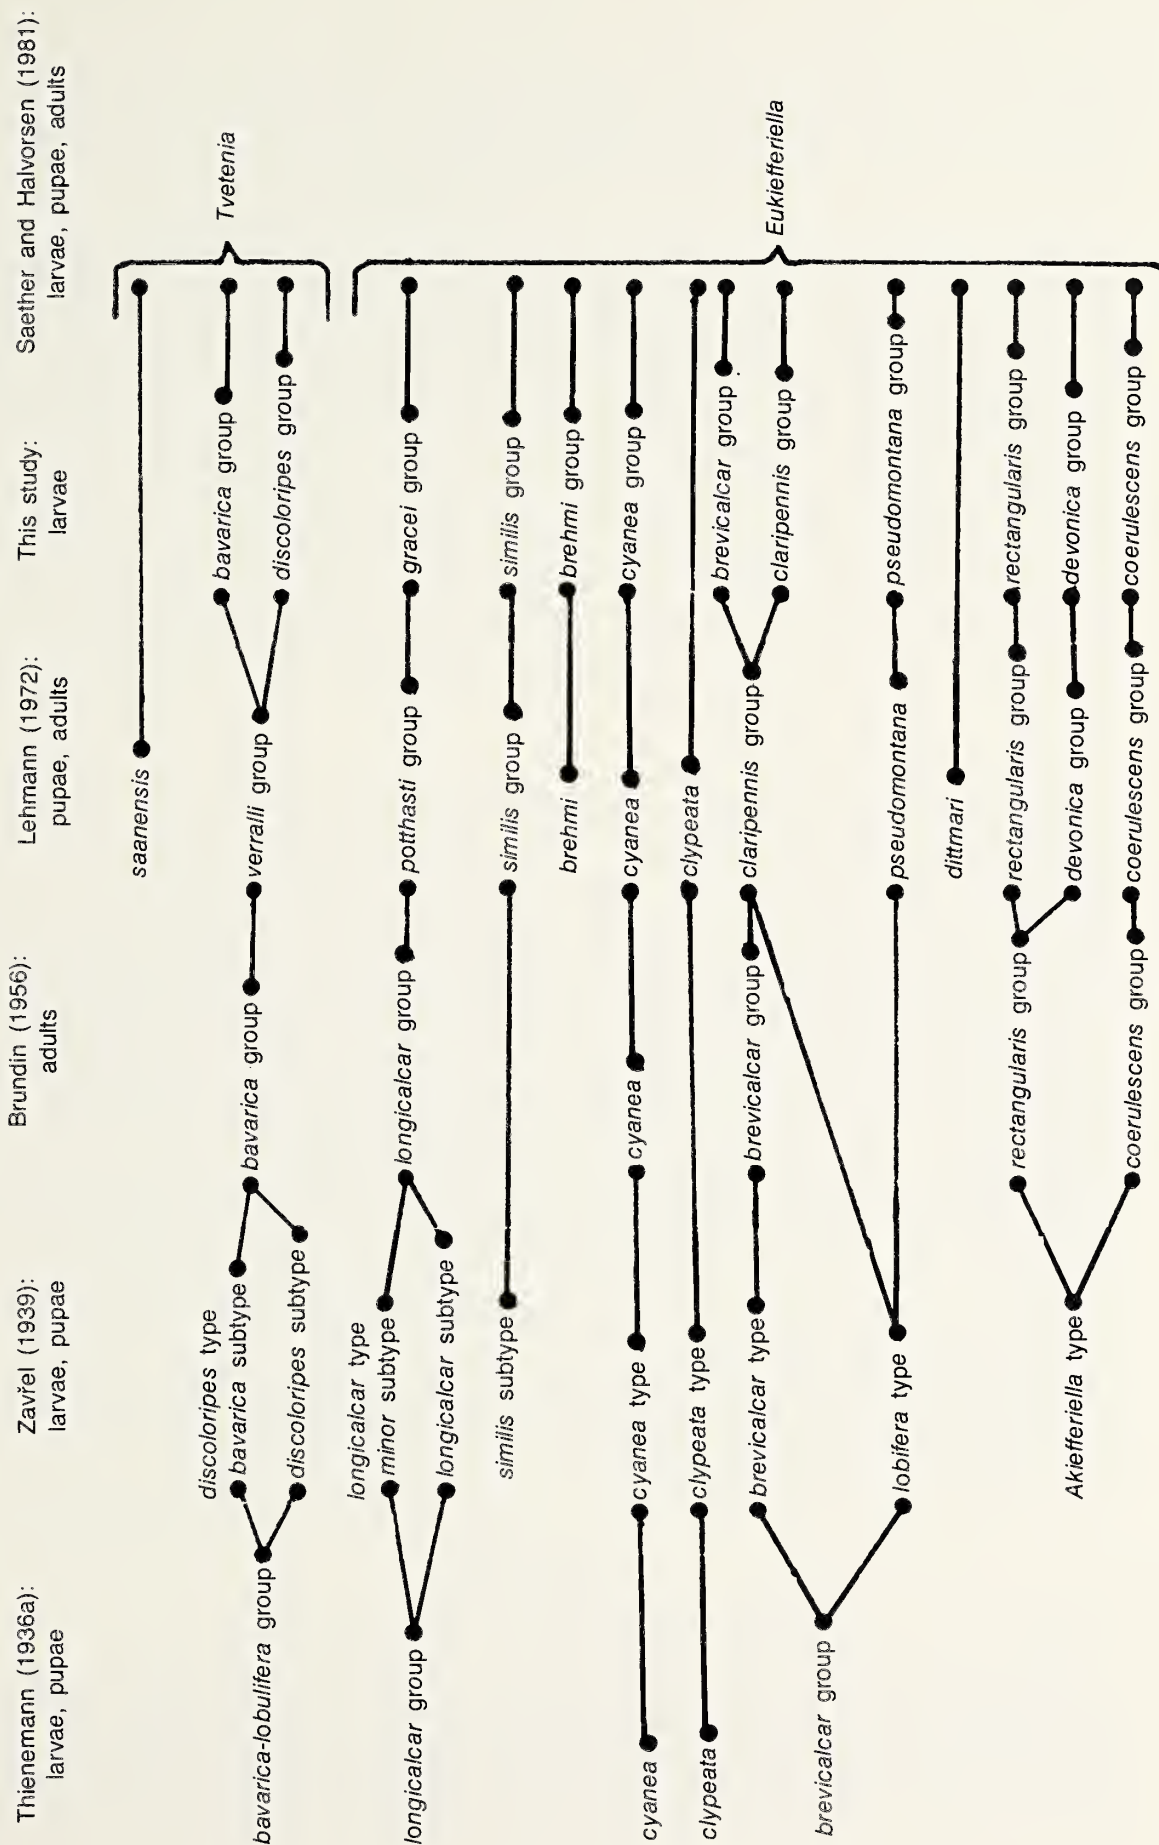 Thienemann (1936a):
larvae, pupae
Zavřel (1939):
larvae, pupae
Brundin (1956):
adults
Lehmann (1972):
pupae, adults
This study:
larvae
Saether and Halvorsen (1981):
larvae, pupae, adults
saanensis
Tvetenia
bavarica-lobulifera group
discoloripes type
bavarica subtype
discoloripes subtype
bavarica group
verralli group
bavarica group
discoloripes group
longicalcar group
longicalcar type
minor subtype
longicalcar subtype
longicalcar group
potthasti group
gracei group
similis subtype
similis group
similis group
brehmi
brehmi group
cyanea
cyanea type
cyanea
cyanea
cyanea group
clypeata
clypeata type
clypeata
Eukiefferiella
brevicalcar group
brevicalcar type
lobifera type
brevicalcar group
claripennis group
brevicalcar group
claripennis group
pseudomontana
pseudomontana group
dittmari
Akiefferiella type
rectangularis group
rectangularis group
rectangularis group
devonica group
devonica group
coerulescens group
coerulescens group
coerulescens group